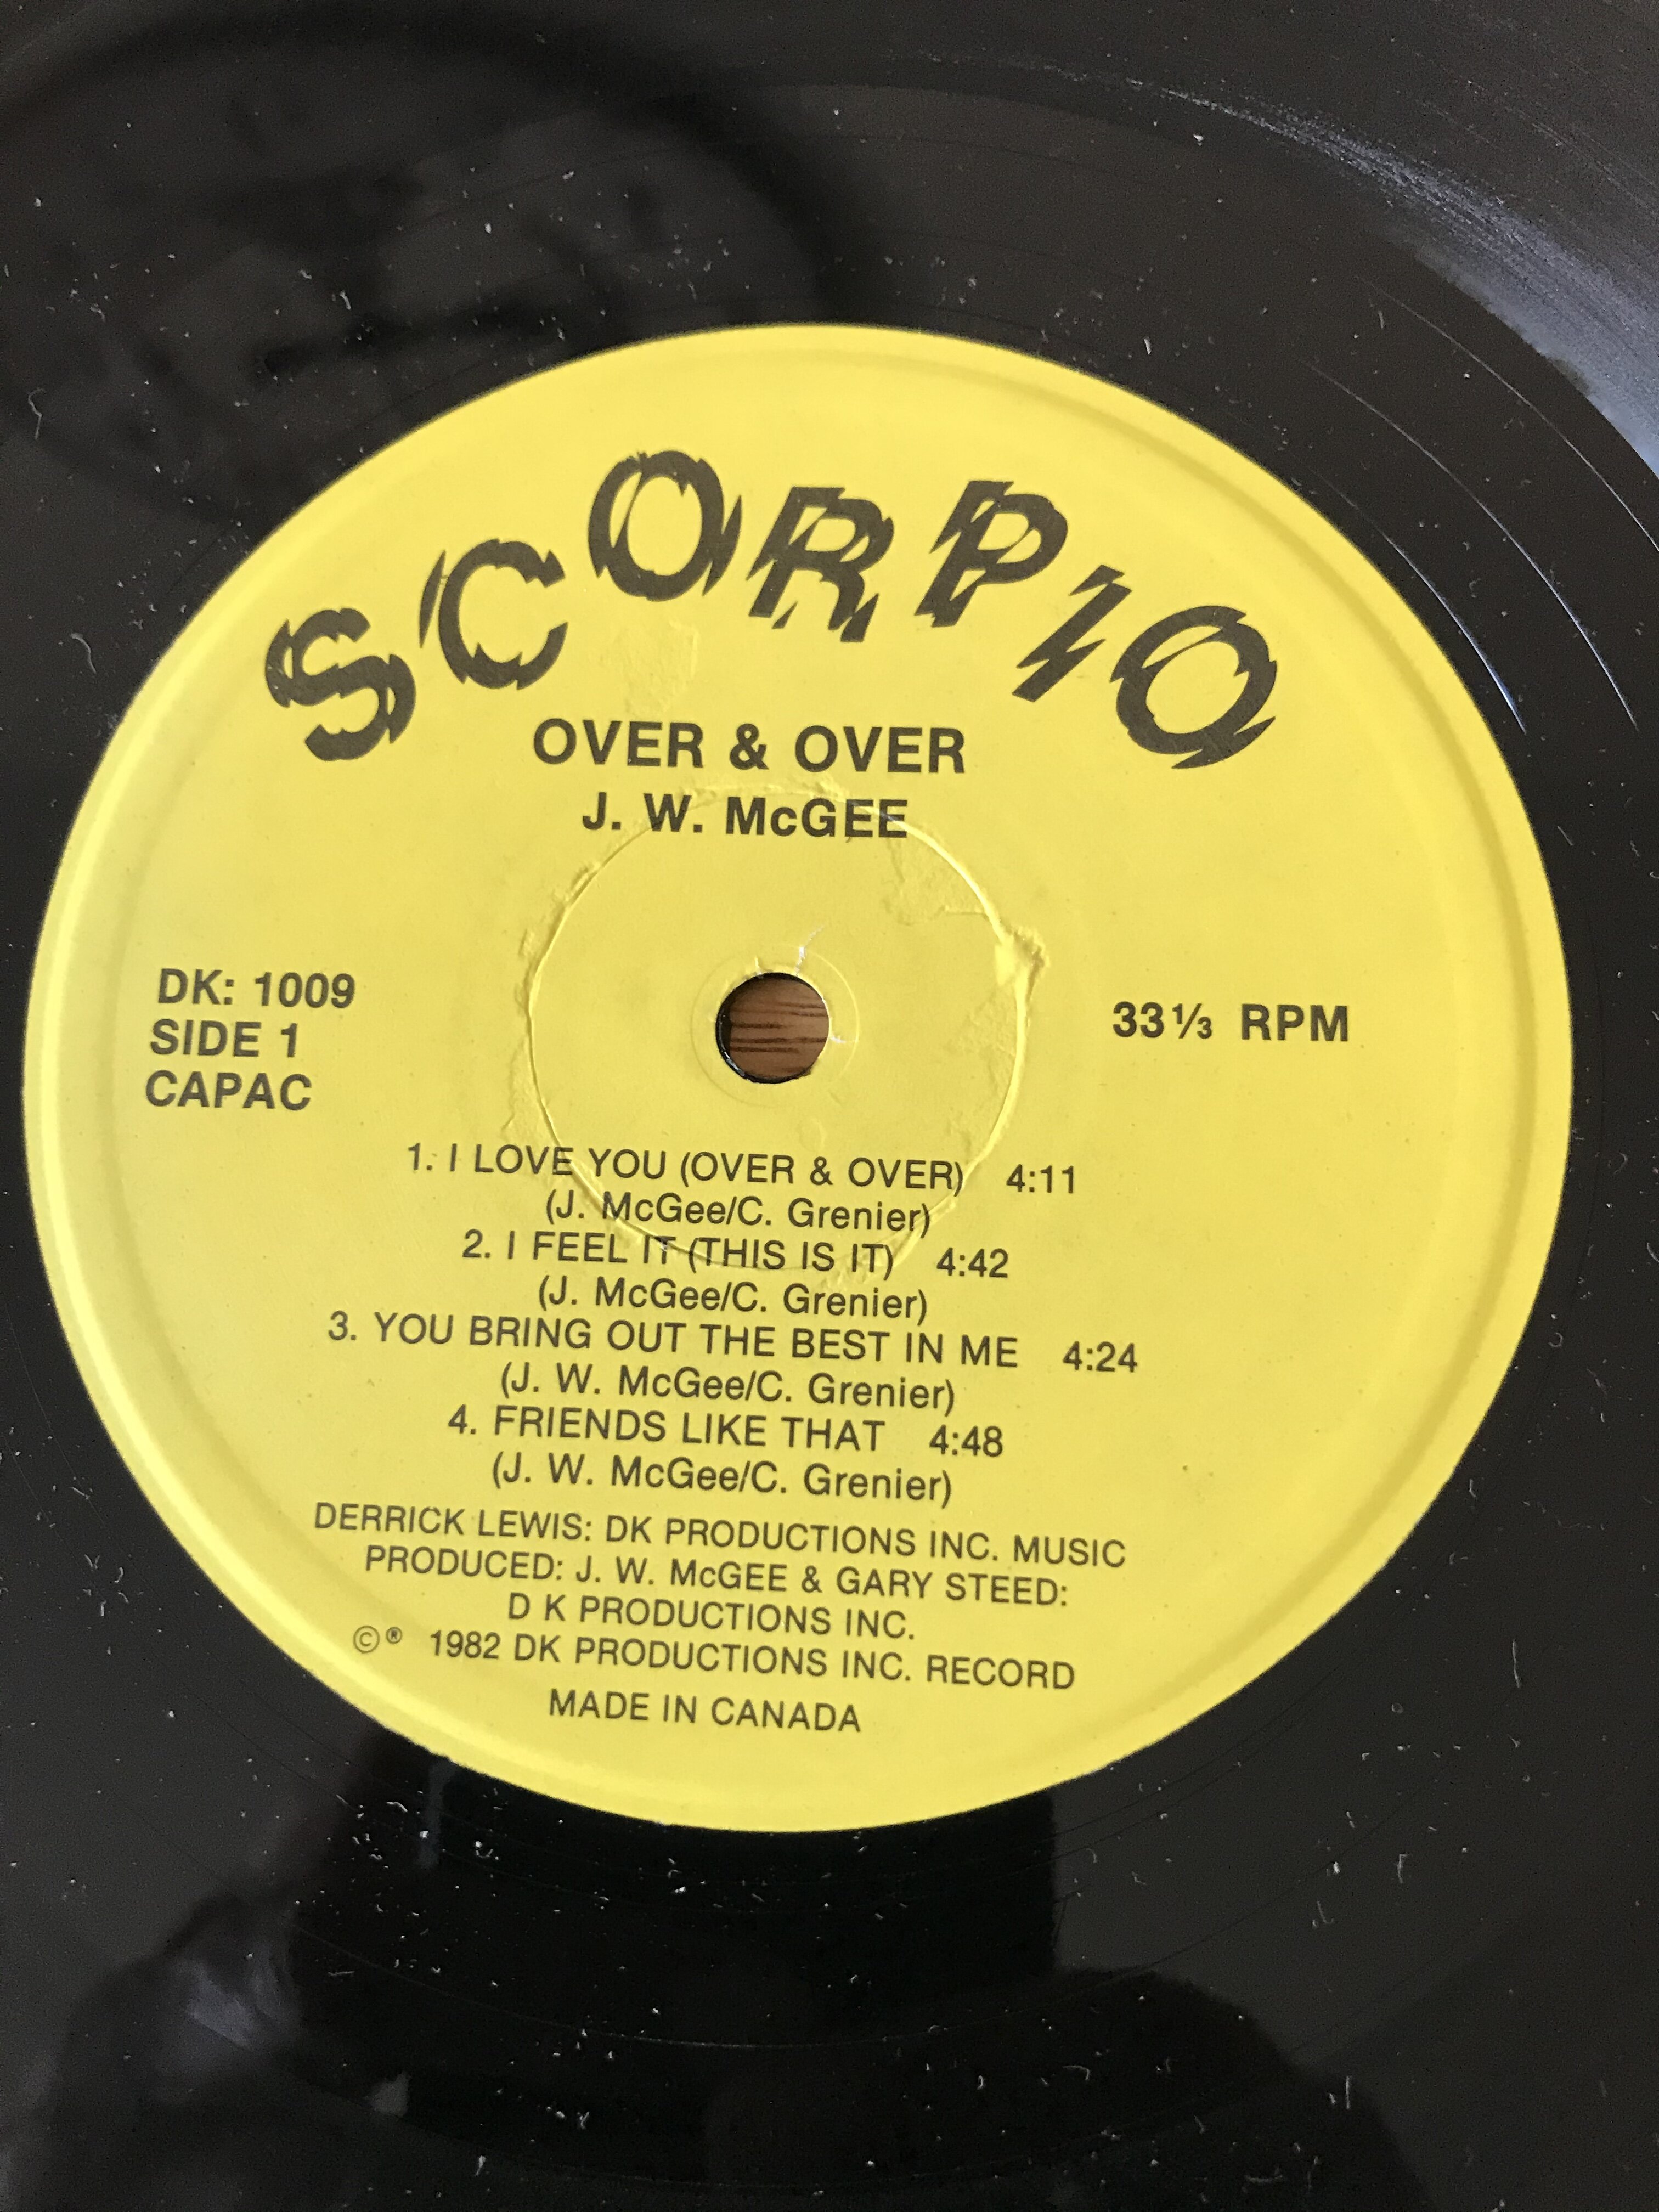 SCORPIO
OVER & OVER
J. W. McGEE
DK: 1009
SIDE 1
CAPAC
33⅓ RPM
1. I LOVE YOU (OVER & OVER) 4:11
(J. McGee/C. Grenier)
2. I FEEL IT (THIS IS IT) 4:42
(J. McGee/C. Grenier)
3. YOU BRING OUT THE BEST IN ME 4:24
(J. W. McGee/C. Grenier)
4. FRIENDS LIKE THAT 4:48
(J. W. McGee/C. Grenier)
DERRICK LEWIS: DK PRODUCTIONS INC. MUSIC
PRODUCED: J. W. McGEE & GARY STEED:
D K PRODUCTIONS INC.
©® 1982 DK PRODUCTIONS INC. RECORD
MADE IN CANADA